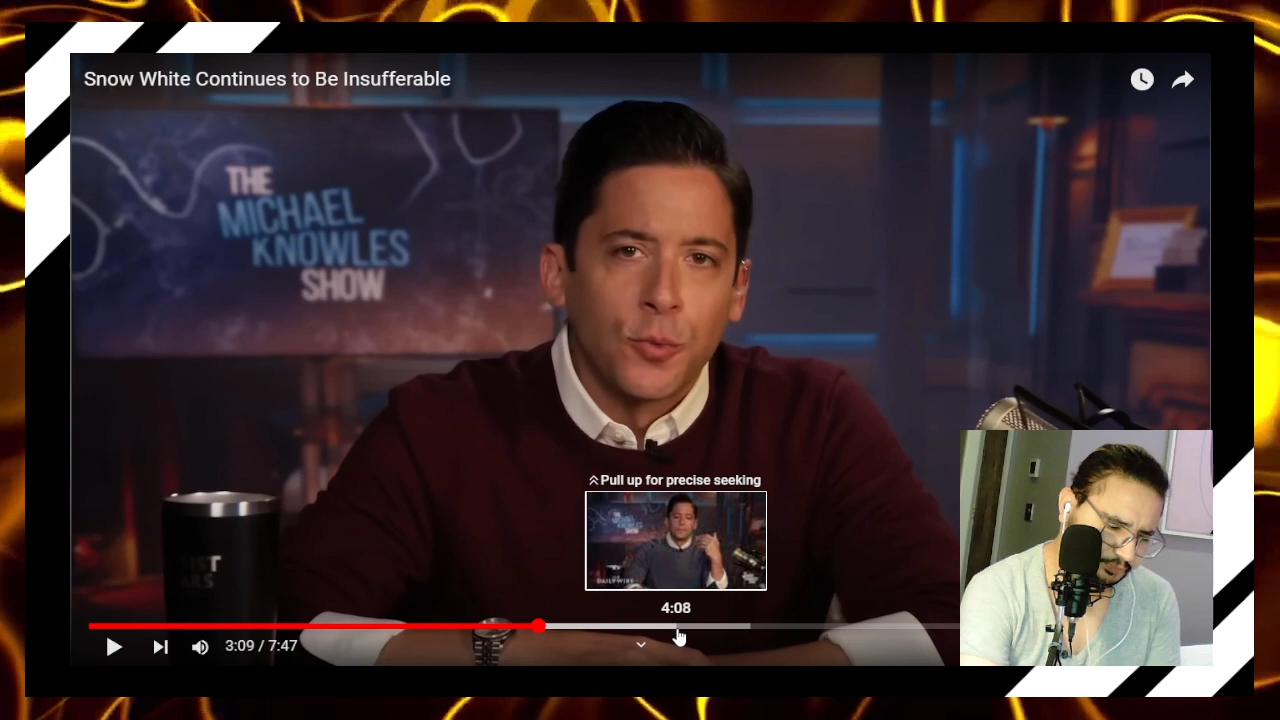 Snow White Continues to Be Insufferable
THE
MICHAEL
KNOWLES
SHOW
Pull up for precise seeking
4:08
3:09 / 7:47